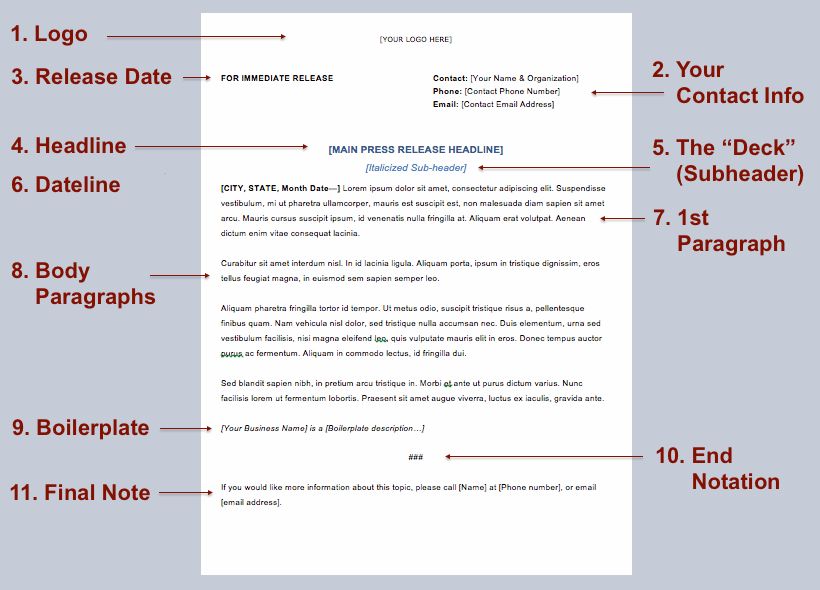 1. Logo
[YOUR LOGO HERE]
3. Release Date
FOR IMMEDIATE RELEASE
Contact: [Your Name & Organization]
Phone: [Contact Phone Number]
Email: [Contact Email Address]
2. Your
Contact Info
4. Headline
[MAIN PRESS RELEASE HEADLINE]
[Italicized Sub-header]
5. The “Deck”
(Subheader)
6. Dateline
[CITY, STATE, Month Date—] Lorem ipsum dolor sit amet, consectetur adipiscing elit. Suspendisse
vestibulum, mi ut pharetra ullamcorper, mauris est suscipit est, non malesuada diam sapien sit amet
arcu. Mauris cursus suscipit ipsum, id venenatis nulla fringilla at. Aliquam erat volutpat. Aenean
dictum enim vitae consequat lacinia.
7. 1st
Paragraph
8. Body
Paragraphs
Curabitur sit amet interdum nisl. In id lacinia ligula. Aliquam porta, ipsum in tristique dignissim, eros
tellus feugiat magna, in euismod sem sapien semper leo.
Aliquam pharetra fringilla tortor id tempor. Ut metus odio, suscipit tristique risus a, pellentesque
finibus quam. Nam vehicula nisl dolor, sed tristique nulla accumsan nec. Duis elementum, urna sed
vestibulum facilisis, nisi magna eleifend leo, quis vulputate mauris elit in eros. Donec tempus auctor
purus ac fermentum. Aliquam in commodo lectus, id fringilla dui.
Sed blandit sapien nibh, in pretium arcu tristique in. Morbi et ante ut purus dictum varius. Nunc
facilisis lorem ut fermentum lobortis. Praesent sit amet augue viverra, luctus ex iaculis, gravida ante.
9. Boilerplate
[Your Business Name] is a [Boilerplate description…]
###
10. End
Notation
11. Final Note
If you would like more information about this topic, please call [Name] at [Phone number], or email
[email address].